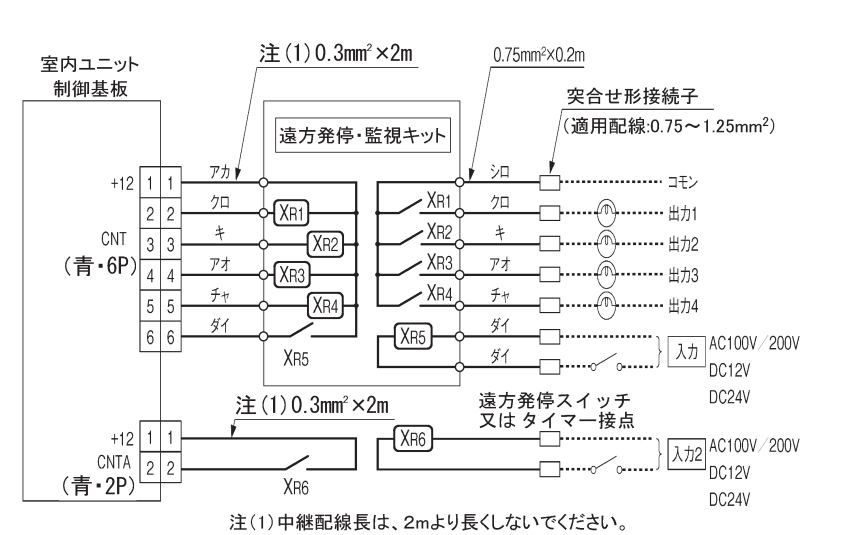 注(1)0.3mm²×2m
0.75mm²×0.2m
室内ユニット
制御基板
突合せ形接続子
(適用配線:0.75～1.25mm²)
遠方発停・監視キット
+12 1 1 アカ シロ コモン
2 2 クロ XR1 XR1 クロ 出力1
CNT 3 3 キ XR2 XR2 キ 出力2
(青・6P) 4 4 アオ XR3 XR3 アオ 出力3
5 5 チャ XR4 XR4 チャ 出力4
6 6 ダイ XR5 XR5 ダイ
ダイ
入力 AC100V/200V
DC12V
DC24V
注(1)0.3mm²×2m
遠方発停スイッチ
又は タイマー接点
+12 1 1 XR6
CNTA 2 2 XR6
(青・2P)
入力2 AC100V/200V
DC12V
DC24V
注(1)中継配線長は、2mより長くしないでください。